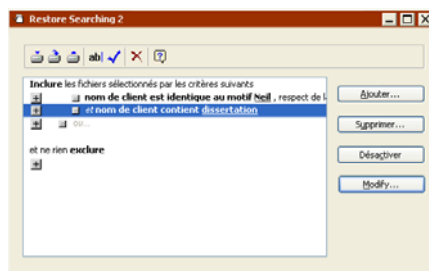 Restore Searching 2
ab|
Inclure les fichiers sélectionnés par les critères suivants
nom de client est identique au motif Neil , respect de l
et nom de client contient dissertation
ou...
et ne rien exclure
Ajouter...
Supprimer...
Désactiver
Modify...